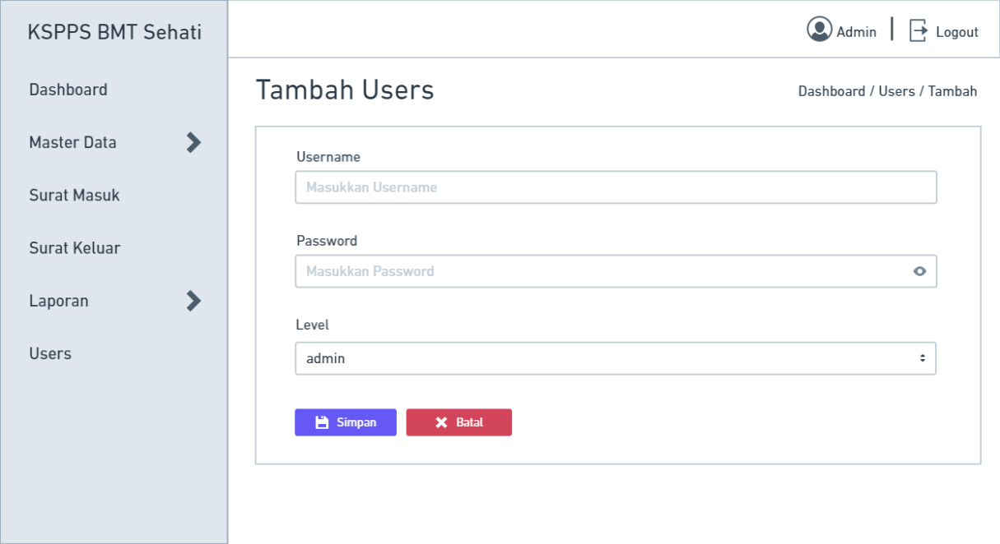 KSPPS BMT Sehati
Admin
Logout
Dashboard
Master Data
Surat Masuk
Surat Keluar
Laporan
Users
Tambah Users
Dashboard / Users / Tambah
Username
Masukkan Username
Password
Masukkan Password
Level
admin
Simpan
Batal